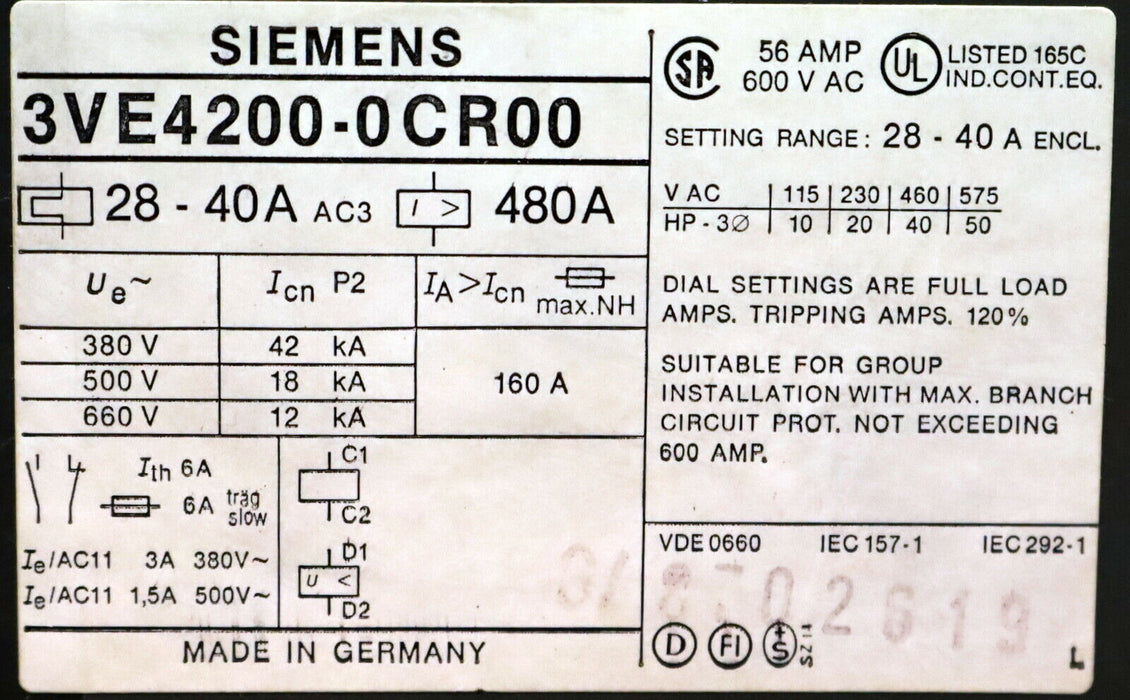 SIEMENS
3VE4200-0CR00
28 - 40A AC3 I > 480A
Ue~ Icn P2 IA>Icn max.NH
380 V 42 kA
500 V 18 kA 160 A
660 V 12 kA
Ith 6A
6A träg
slow
Ie/AC11 3A 380V~
Ie/AC11 1,5A 500V~
C1
C2
D1
U <
D2
MADE IN GERMANY
SA 56 AMP
600 V AC
UL LISTED 165C
IND.CONT.EQ.
SETTING RANGE: 28 - 40 A ENCL.
V AC 115 230 460 575
HP - 3∅ 10 20 40 50
DIAL SETTINGS ARE FULL LOAD
AMPS. TRIPPING AMPS. 120%
SUITABLE FOR GROUP
INSTALLATION WITH MAX. BRANCH
CIRCUIT PROT. NOT EXCEEDING
600 AMP.
VDE 0660 IEC 157-1 IEC 292-1
D FI +S SZ
L